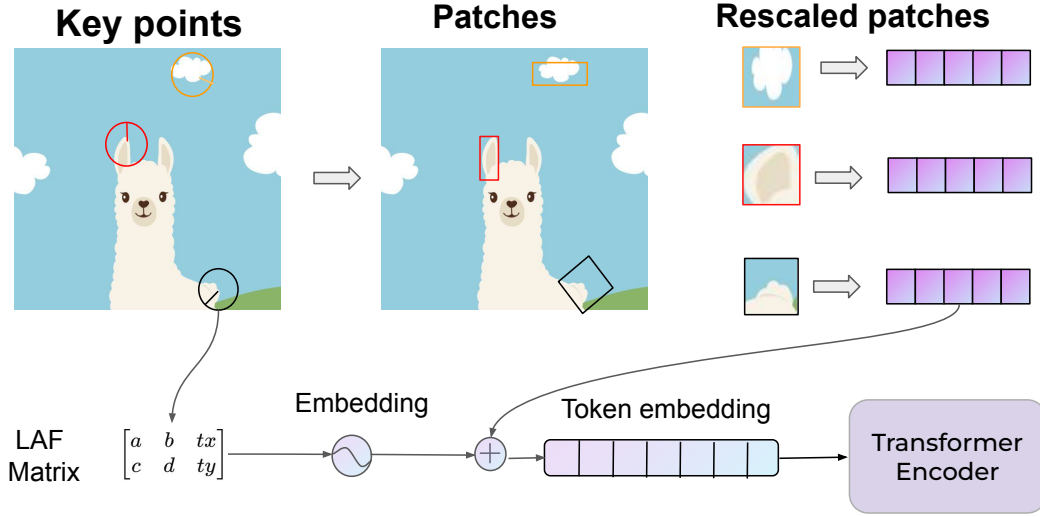 Key points
Patches
Rescaled patches
Embedding
Token embedding
LAF
Matrix
a b tx
c d ty
+
Transformer
Encoder